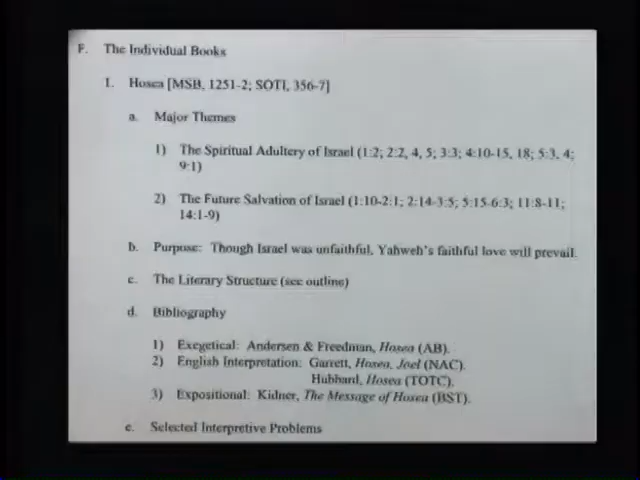 F. The Individual Books
1. Hosea [MSB, 1251-2; SOTI, 356-7]
a. Major Themes
1) The Spiritual Adultery of Israel (1:2; 2:2, 4, 5; 3:3; 4:10-15, 18; 5:3, 4;
9:1)
2) The Future Salvation of Israel (1:10-2:1; 2:14-3:5; 5:15-6:3; 11:8-11;
14:1-9)
b. Purpose: Though Israel was unfaithful, Yahweh's faithful love will prevail.
c. The Literary Structure (see outline)
d. Bibliography
1) Exegetical: Andersen & Freedman, Hosea (AB).
2) English Interpretation: Garrett, Hosea, Joel (NAC).
Hubbard, Hosea (TOTC).
3) Expositional: Kidner, The Message of Hosea (BST).
e. Selected Interpretive Problems